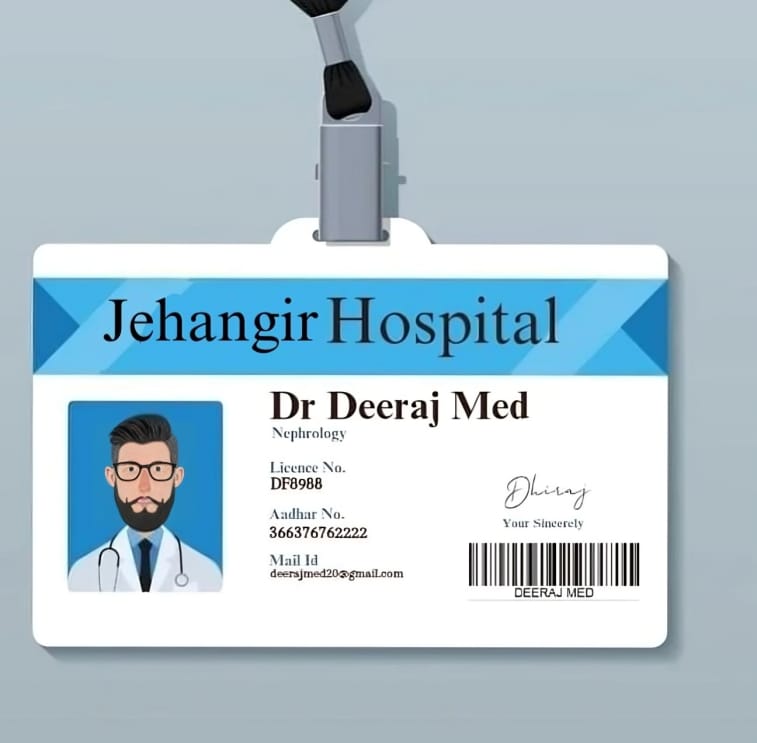 Jehangir Hospital
Dr Deeraj Med
Nephrology
Licence No.
DF8988
Aadhar No.
366376762222
Mail Id
deerajmed20@gmail.com
Dhiraj
Your Sincerely
DEERAJ MED